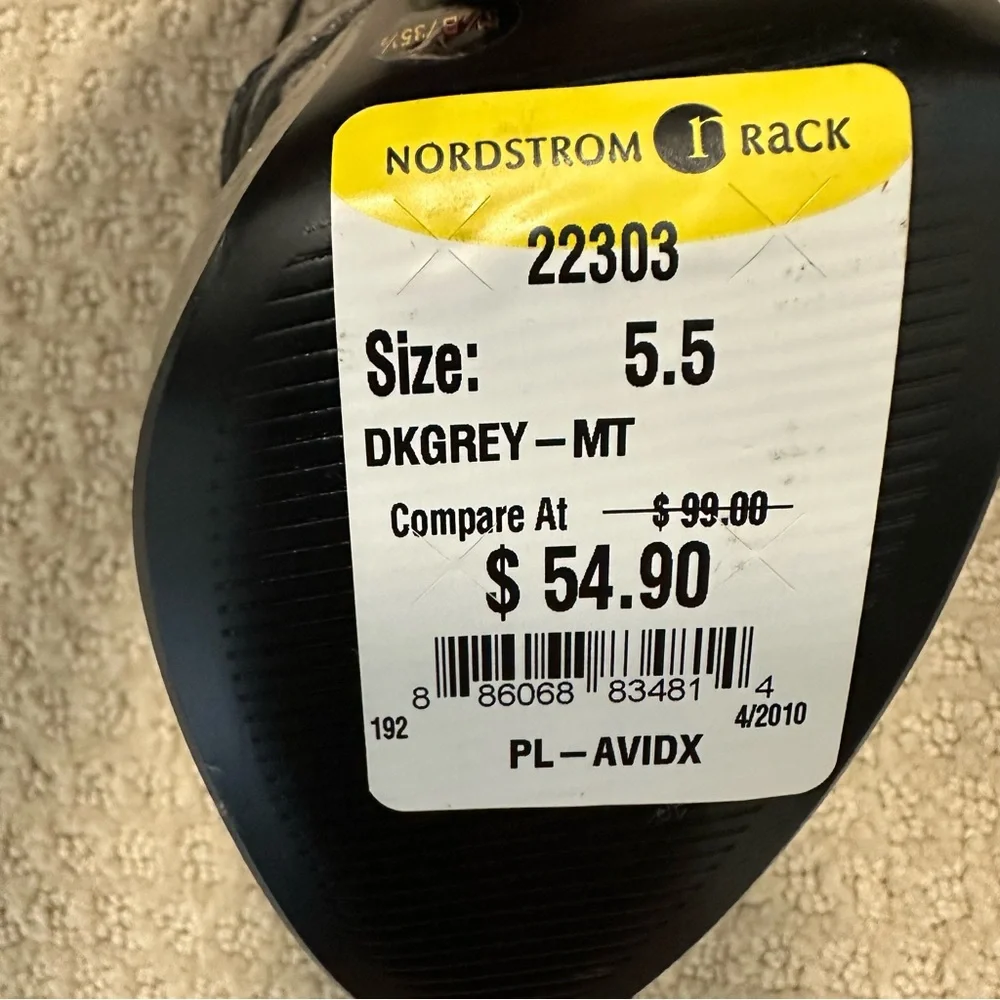 NORDSTROM r RACK
22303
Size: 5.5
DKGREY-MT
Compare At $ 99.00
$ 54.90
8 86068 83481 4
192 4/2010
PL-AVIDX